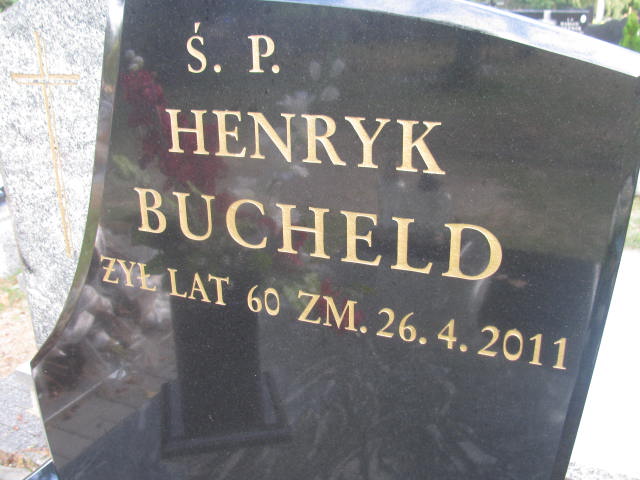 Ś. P.
HENRYK
BUCHELD
ŻYŁ LAT 60 ZM. 26. 4. 2011